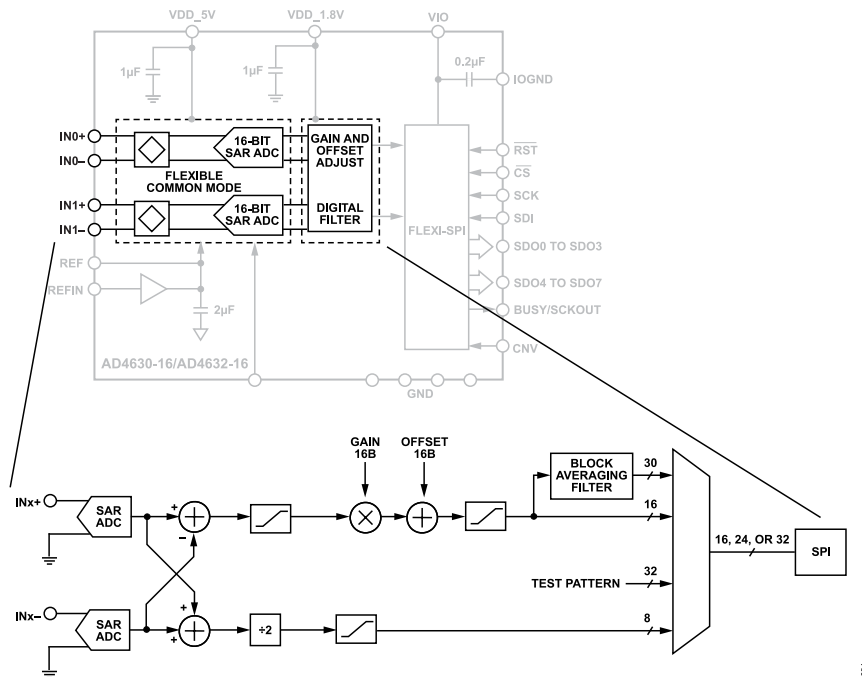 VDD_5V
VDD_1.8V
VIO
1µF
1µF
0.2µF
IOGND
IN0+
IN0−
IN1+
IN1−
16-BIT
SAR ADC
FLEXIBLE
COMMON MODE
16-BIT
SAR ADC
GAIN AND
OFFSET
ADJUST
DIGITAL
FILTER
FLEXI-SPI
RST
CS
SCK
SDI
SDO0 TO SDO3
SDO4 TO SDO7
BUSY/SCKOUT
CNV
REF
REFIN
2µF
AD4630-16/AD4632-16
GND
GAIN
16B
OFFSET
16B
BLOCK
AVERAGING
FILTER
30
INx+
SAR
ADC
+
−
16
16, 24, OR 32
SPI
TEST PATTERN
32
+
+
INx−
SAR
ADC
÷2
8